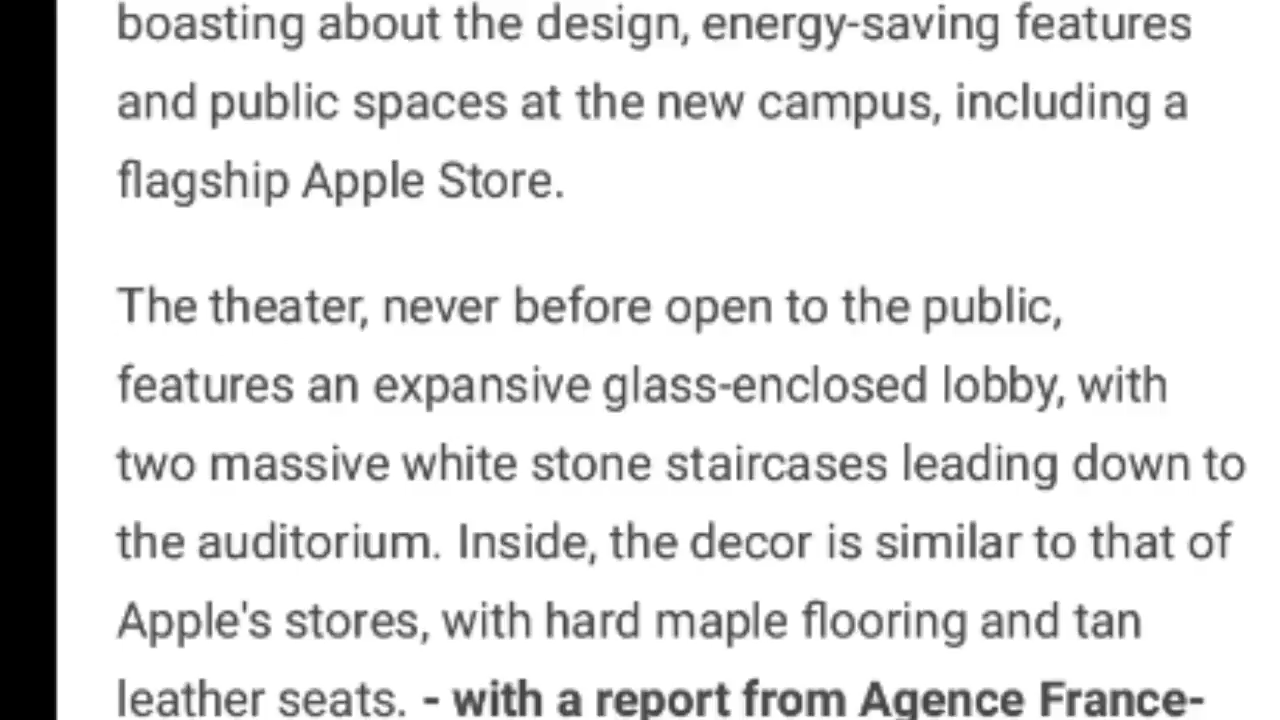 boasting about the design, energy-saving features
and public spaces at the new campus, including a
flagship Apple Store.
The theater, never before open to the public,
features an expansive glass-enclosed lobby, with
two massive white stone staircases leading down to
the auditorium. Inside, the decor is similar to that of
Apple's stores, with hard maple flooring and tan
leather seats. - with a report from Agence France-